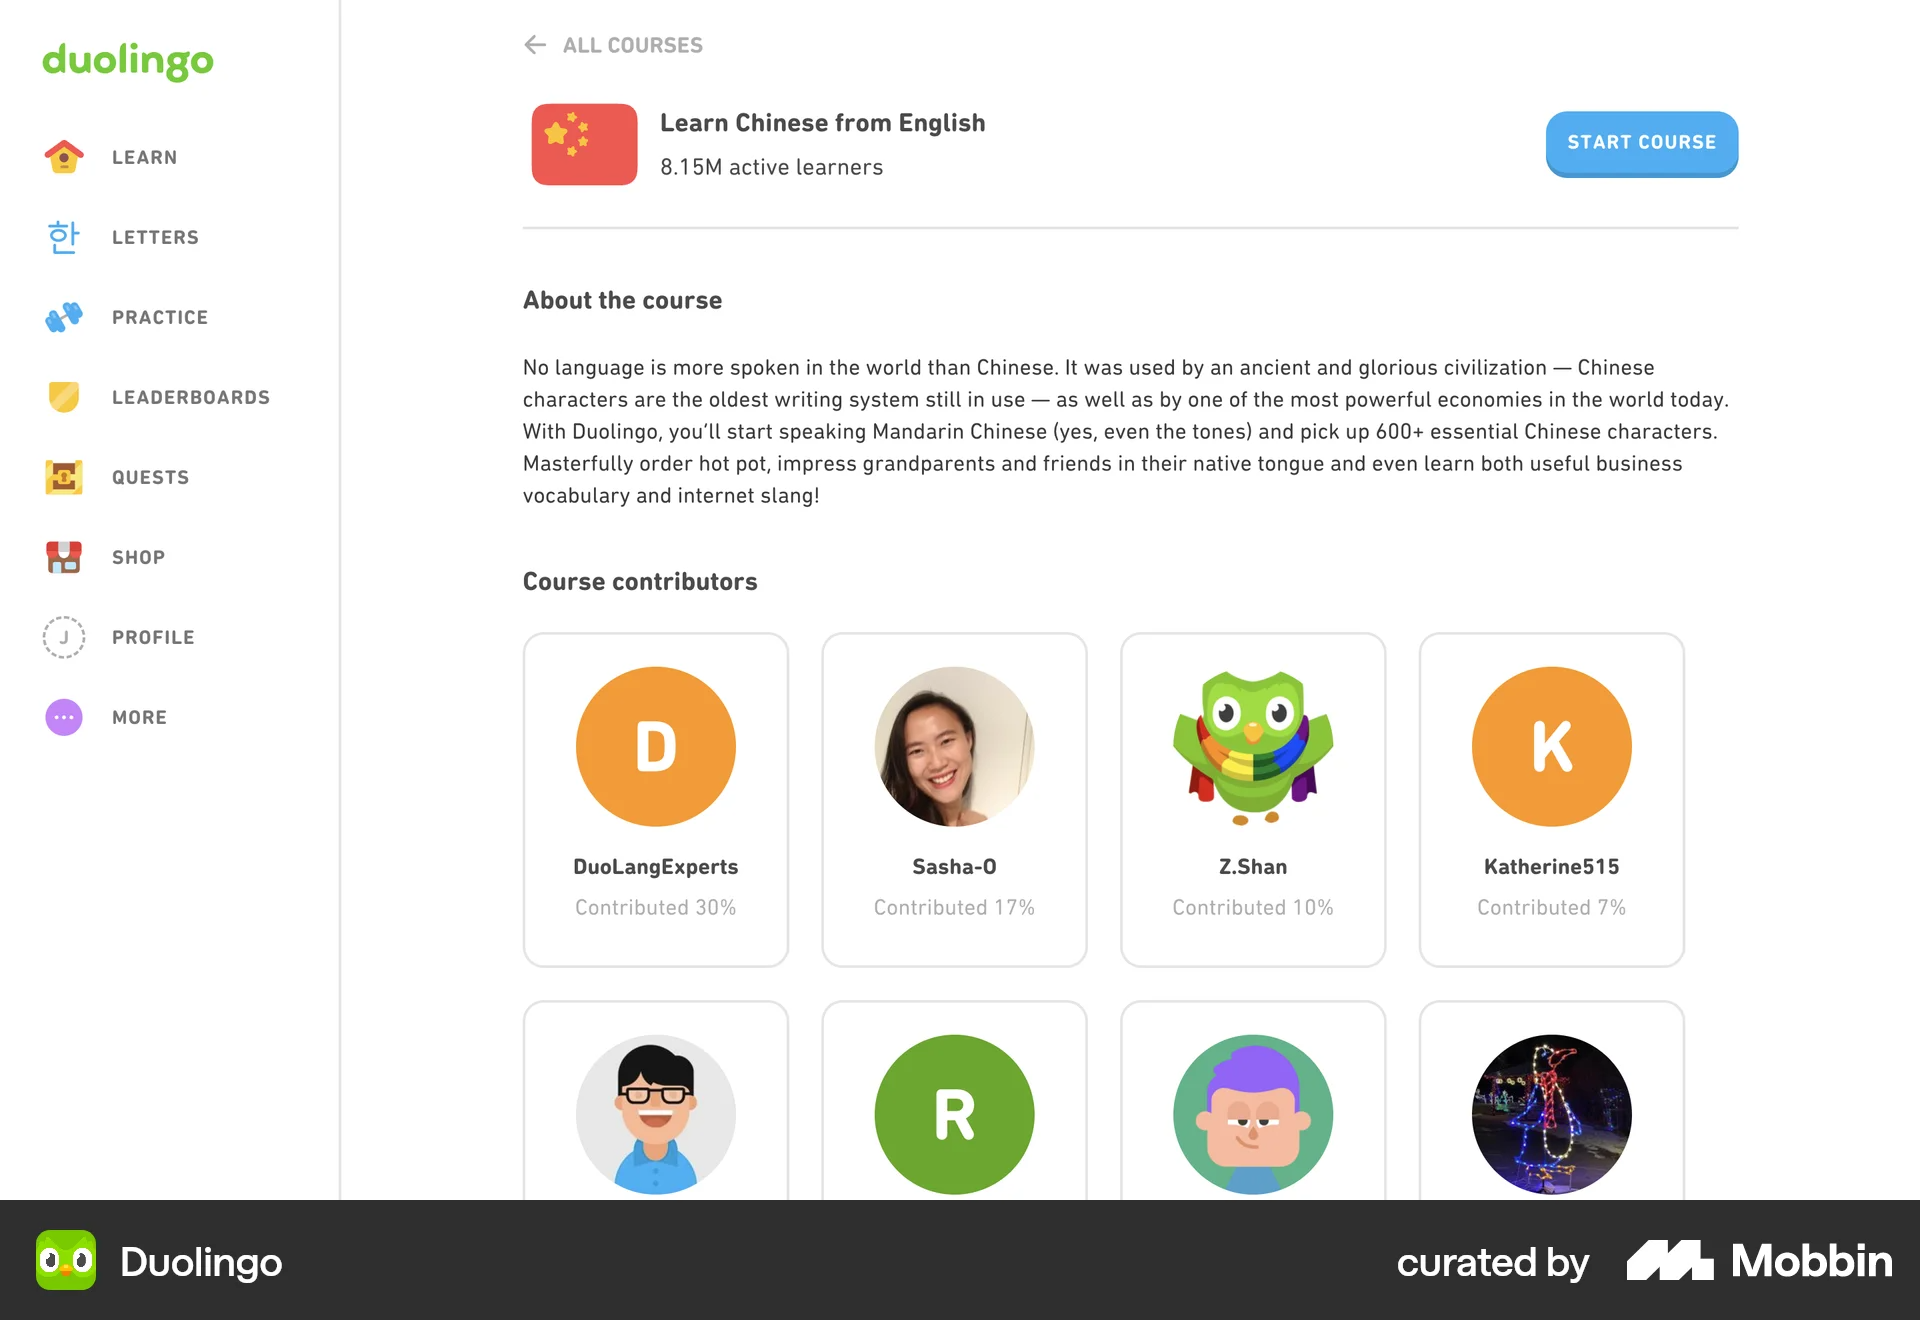 duolingo
LEARN
한
LETTERS
PRACTICE
LEADERBOARDS
QUESTS
SHOP
J
PROFILE
MORE
ALL COURSES
Learn Chinese from English
8.15M active learners
START COURSE
About the course
No language is more spoken in the world than Chinese. It was used by an ancient and glorious civilization — Chinese
characters are the oldest writing system still in use — as well as by one of the most powerful economies in the world today.
With Duolingo, you’ll start speaking Mandarin Chinese (yes, even the tones) and pick up 600+ essential Chinese characters.
Masterfully order hot pot, impress grandparents and friends in their native tongue and even learn both useful business
vocabulary and internet slang!
Course contributors
D
DuoLangExperts
Contributed 30%
Sasha-O
Contributed 17%
Z.Shan
Contributed 10%
K
Katherine515
Contributed 7%
R
Duolingo
curated by Mobbin